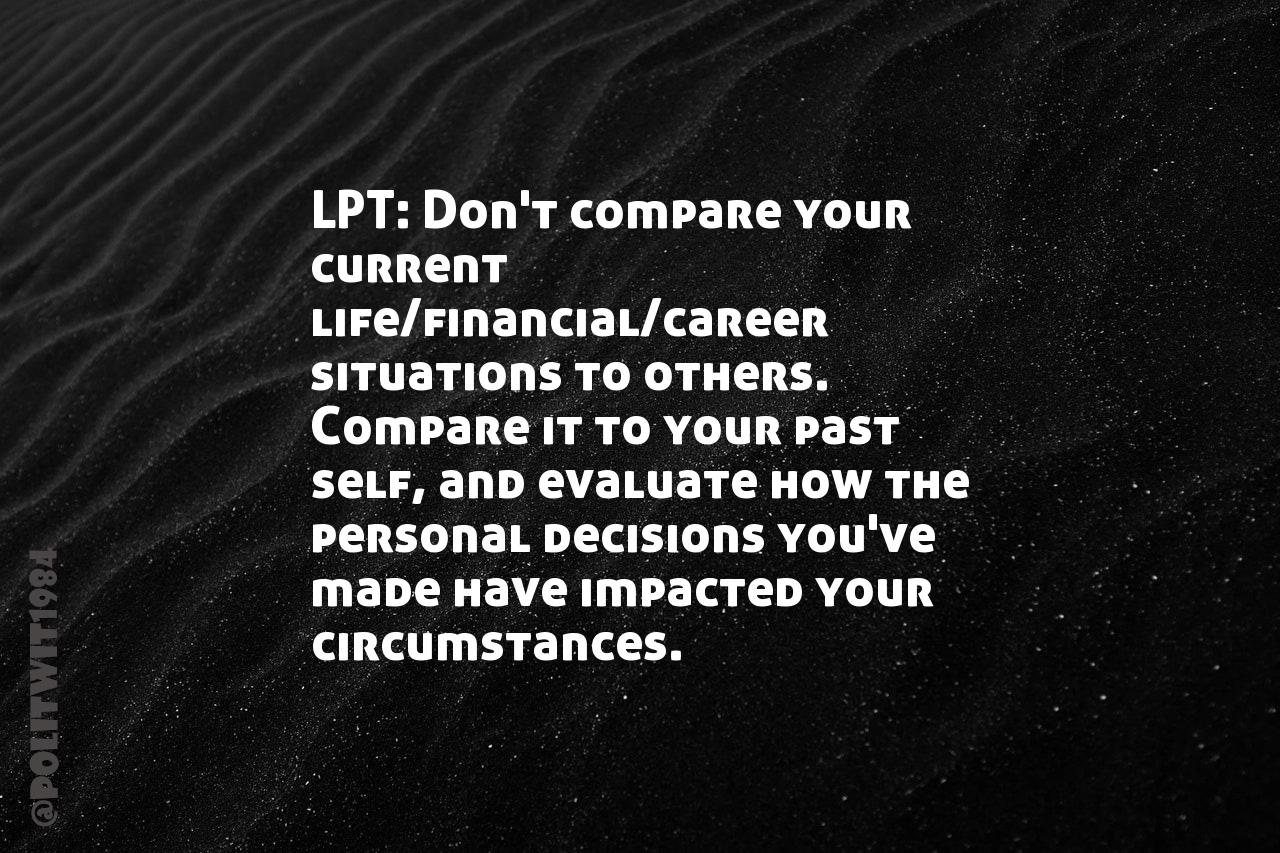 LPT: Don't compare your
current
life/financial/career
situations to others.
Compare it to your past
self, and evaluate how the
personal decisions you've
made have impacted your
circumstances.
@POLITWIT1984